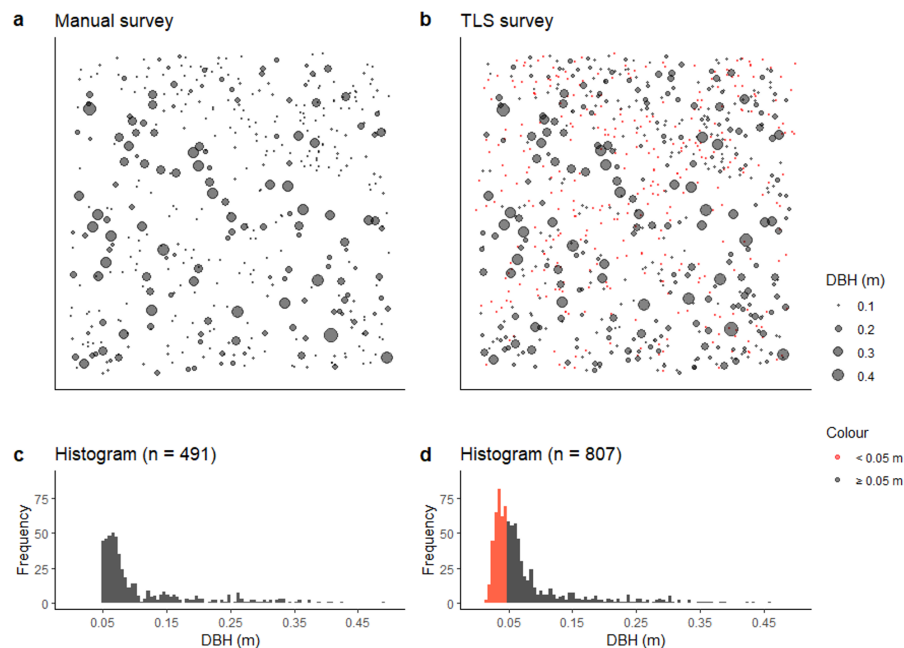 a Manual survey
b TLS survey
DBH (m)
0.1
0.2
0.3
0.4
Colour
< 0.05 m
≥ 0.05 m
c Histogram (n = 491)
75
50
25
0
Frequency
0.05 0.15 0.25 0.35 0.45
DBH (m)
d Histogram (n = 807)
75
50
25
0
Frequency
0.05 0.15 0.25 0.35 0.45
DBH (m)